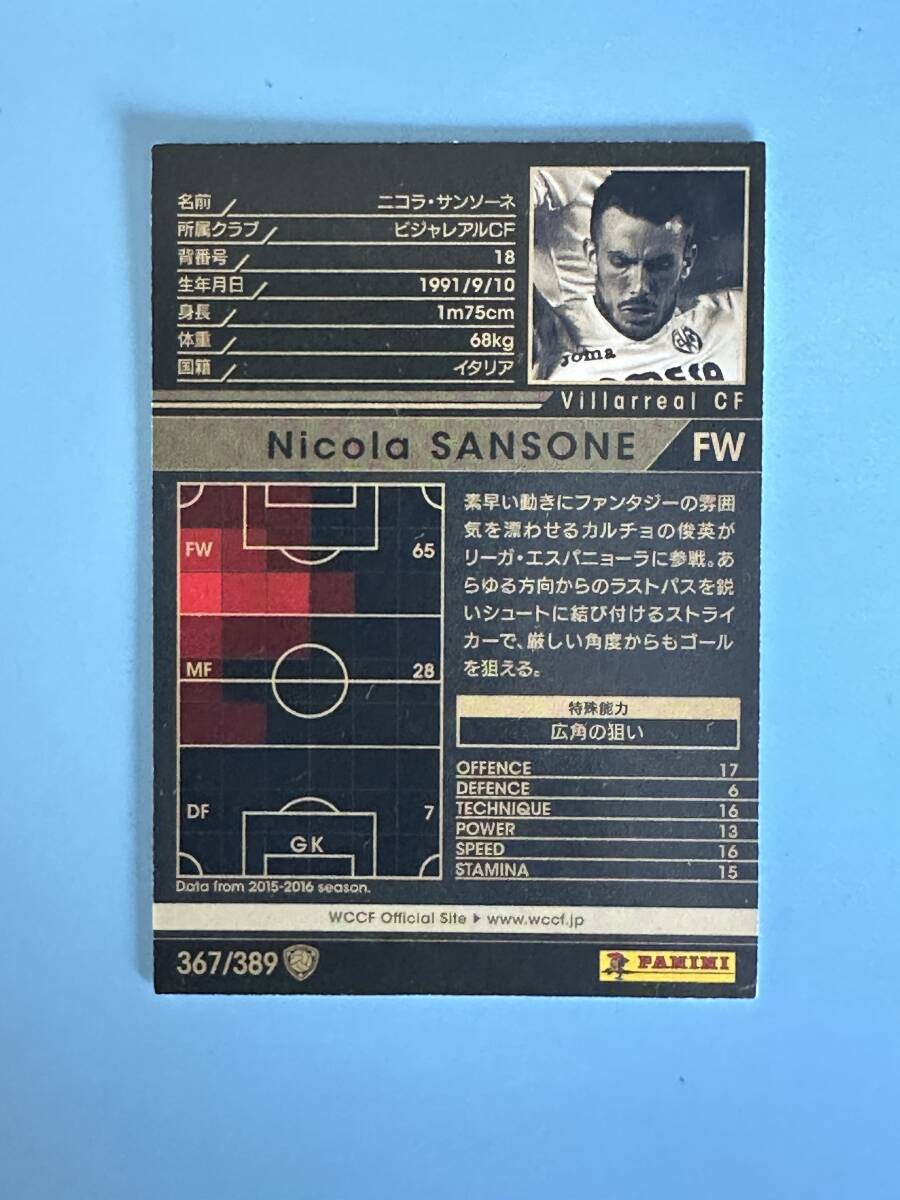 名前 ニコラ・サンソーネ
所属クラブ ビジャレアルCF
背番号 18
生年月日 1991/9/10
身長 1m75cm
体重 68kg
国籍 イタリア
Joma
Villarreal CF
Nicola SANSONE FW
FW 65
MF 28
DF 7
GK
Data from 2015-2016 season.
素早い動きにファンタジーの雰囲
気を漂わせるカルチョの俊英が
リーガ・エスパニョーラに参戦。あ
らゆる方向からのラストパスを鋭
いシュートに結び付けるストライ
カーで、厳しい角度からもゴール
を狙える。
特殊能力
広角の狙い
OFFENCE 17
DEFENCE 6
TECHNIQUE 16
POWER 13
SPEED 16
STAMINA 15
WCCF Official Site ▶ www.wccf.jp
367/389
PANINI